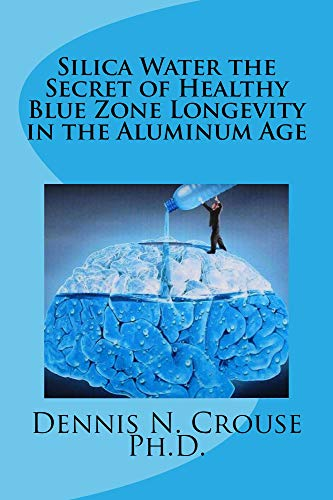 Silica Water the
Secret of Healthy
Blue Zone Longevity
in the Aluminum Age
Dennis N. Crouse
Ph.D.